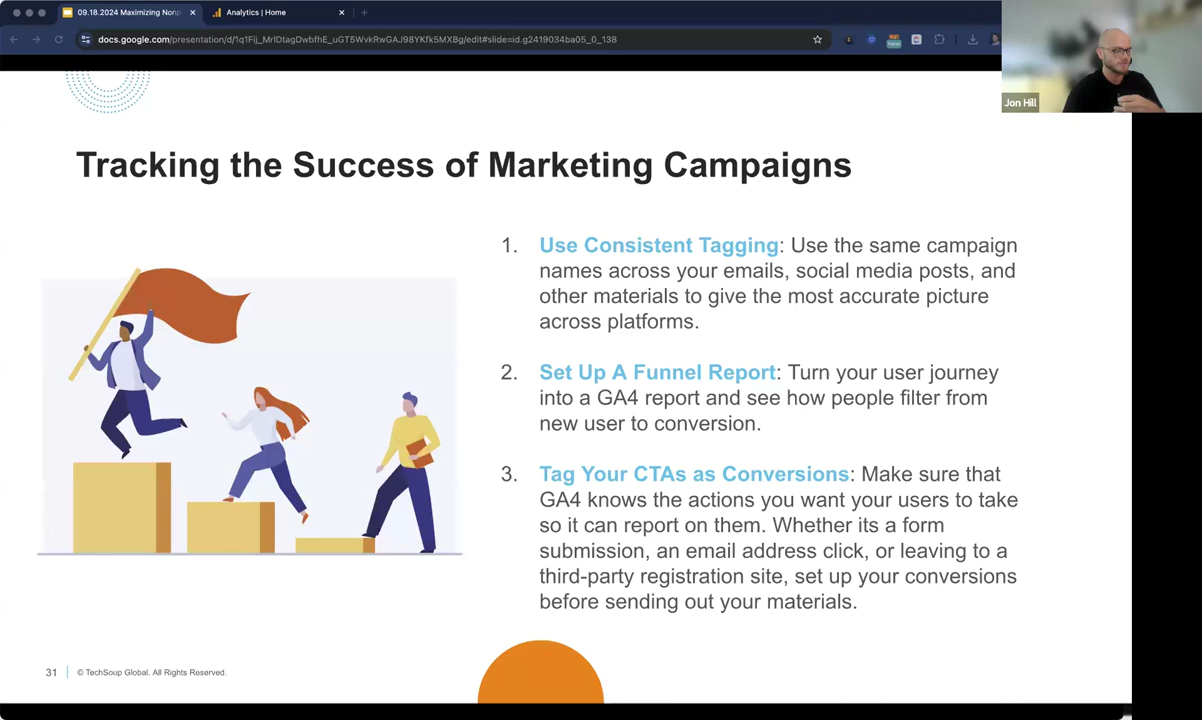 09.18.2024 Maximizing Nonp
Analytics | Home
docs.google.com/presentation/d/1q1Fij_MrIDtagDwbfhE_uGT5WvkRwGAJ98YKfk5MXBg/edit#slide=id.g2419034ba05_0_138
Jon Hill
Tracking the Success of Marketing Campaigns
1. Use Consistent Tagging: Use the same campaign
names across your emails, social media posts, and
other materials to give the most accurate picture
across platforms.
2. Set Up A Funnel Report: Turn your user journey
into a GA4 report and see how people filter from
new user to conversion.
3. Tag Your CTAs as Conversions: Make sure that
GA4 knows the actions you want your users to take
so it can report on them. Whether its a form
submission, an email address click, or leaving to a
third-party registration site, set up your conversions
before sending out your materials.
31
© TechSoup Global. All Rights Reserved.